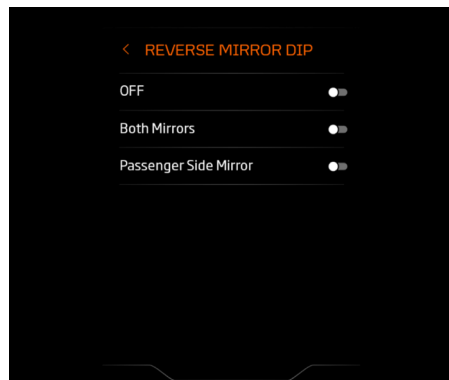 < REVERSE MIRROR DIP
OFF
Both Mirrors
Passenger Side Mirror